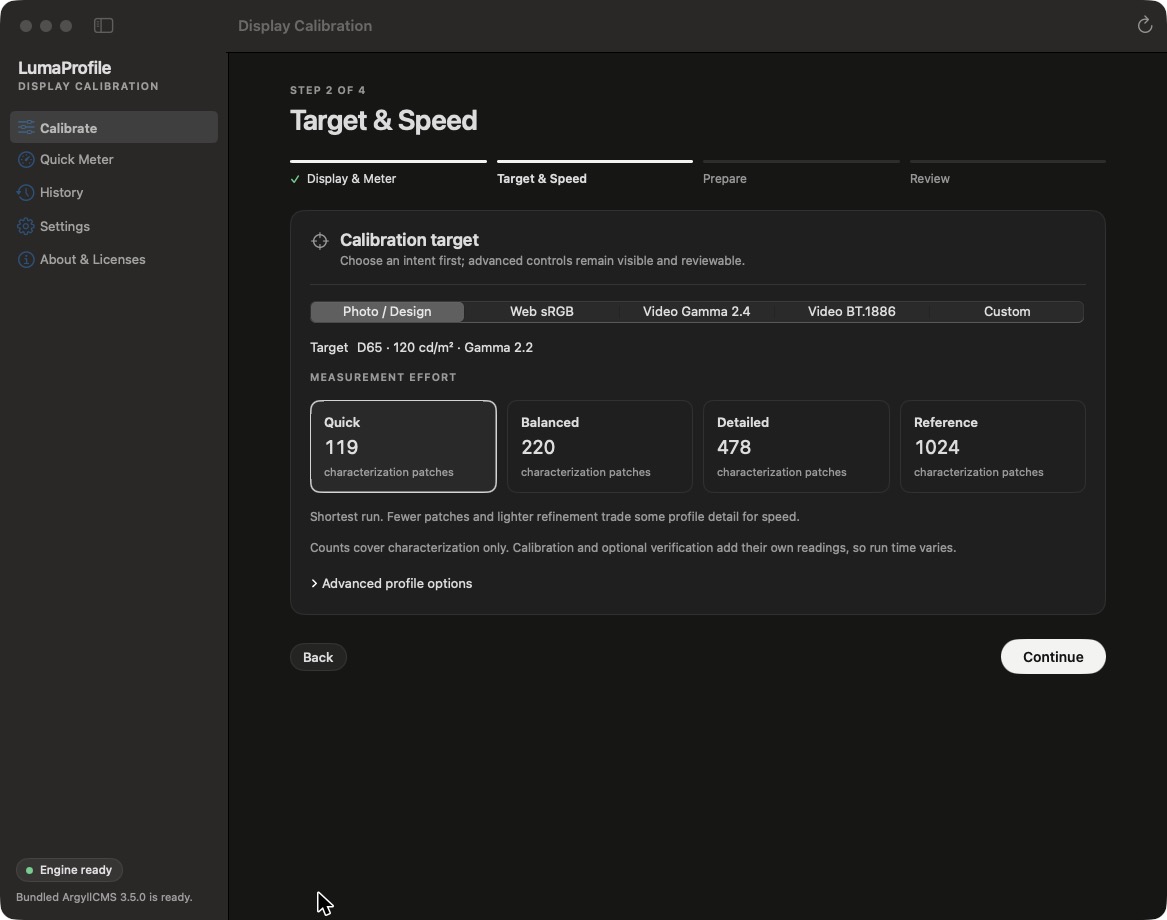 Display Calibration
LumaProfile
DISPLAY CALIBRATION
Calibrate
Quick Meter
History
Settings
About & Licenses
STEP 2 OF 4
Target & Speed
Display & Meter
Target & Speed
Prepare
Review
Calibration target
Choose an intent first; advanced controls remain visible and reviewable.
Photo / Design
Web sRGB
Video Gamma 2.4
Video BT.1886
Custom
Target D65 · 120 cd/m² · Gamma 2.2
MEASUREMENT EFFORT
Quick
119
characterization patches
Balanced
220
characterization patches
Detailed
478
characterization patches
Reference
1024
characterization patches
Shortest run. Fewer patches and lighter refinement trade some profile detail for speed.
Counts cover characterization only. Calibration and optional verification add their own readings, so run time varies.
Advanced profile options
Back
Continue
Engine ready
Bundled ArgyllCMS 3.5.0 is ready.